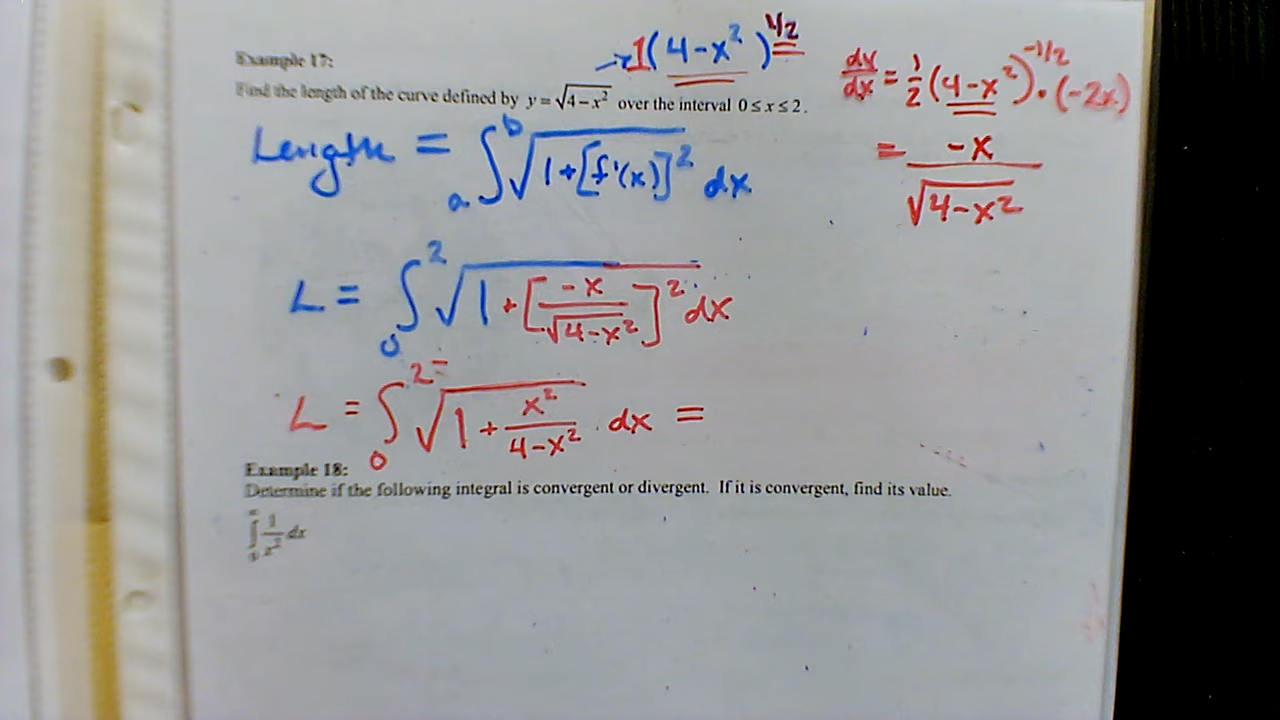 Example 17:
→ 1(4-x²)^{1/2}
Find the length of the curve defined by y = √(4-x²) over the interval 0 ≤ x ≤ 2.
dy/dx = 1/2 (4-x²)^{-1/2} • (-2x)
= -x/√(4-x²)
Length = ∫_a^b √(1+[f'(x)]²) dx
L = ∫_0^2 √(1+[-x/√(4-x²)]²) dx
L = ∫_0^2 √(1+x²/(4-x²)) dx =
Example 18:
Determine if the following integral is convergent or divergent. If it is convergent, find its value.